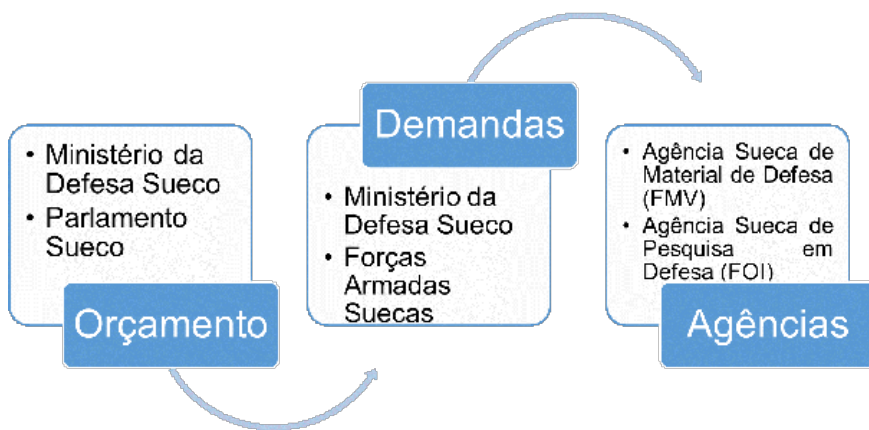 • Ministério da
Defesa Sueco
• Parlamento
Sueco
Orçamento
Demandas
• Ministério da
Defesa Sueco
• Forças
Armadas
Suecas
• Agência Sueca de
Material de Defesa
(FMV)
• Agência Sueca de
Pesquisa em
Defesa (FOI)
Agências